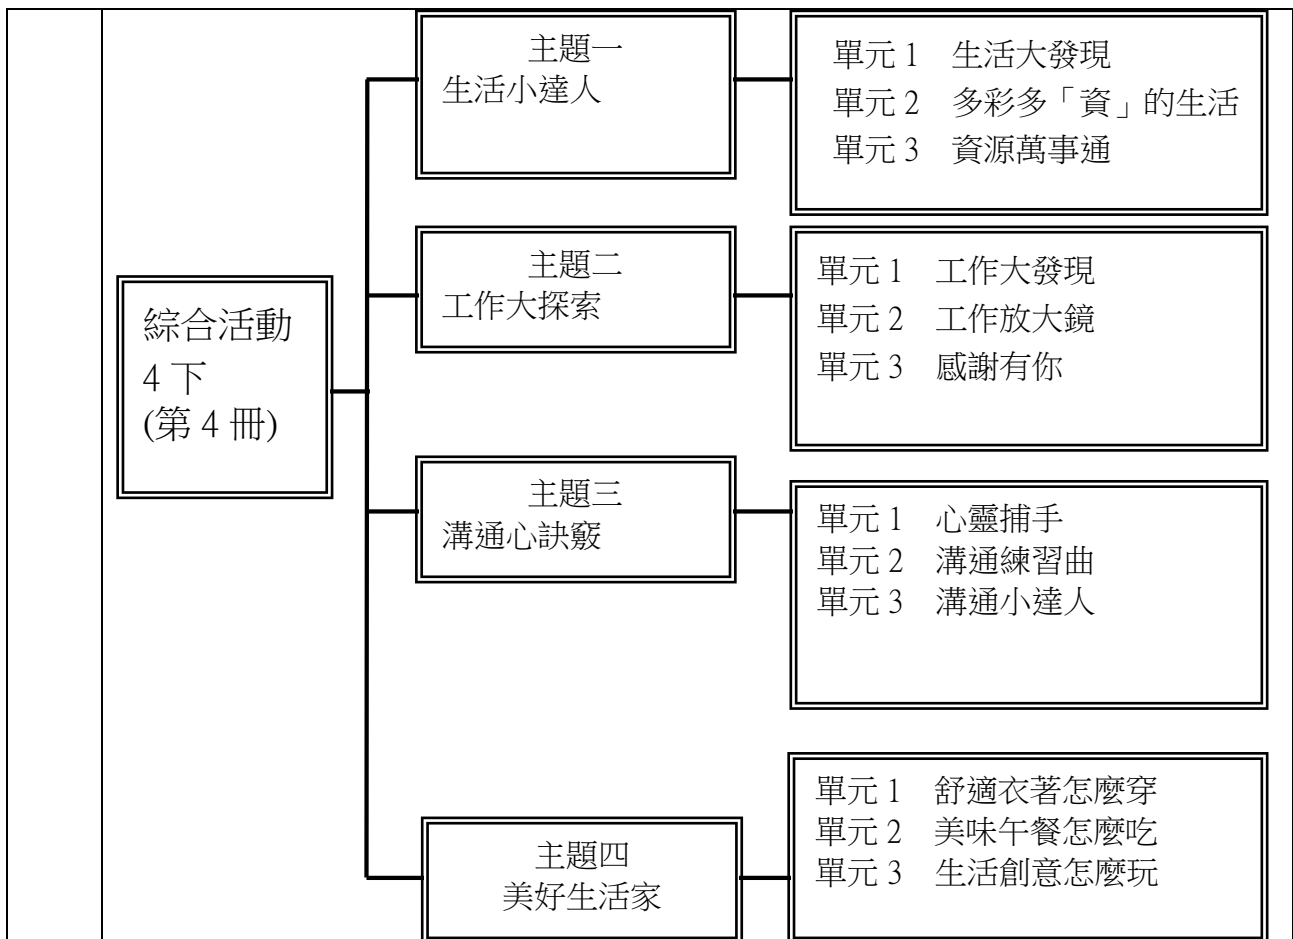 綜合活動
4 下
(第 4 冊)
主題一
生活小達人
單元 1 生活大發現
單元 2 多彩多「資」的生活
單元 3 資源萬事通
主題二
工作大探索
單元 1 工作大發現
單元 2 工作放大鏡
單元 3 感謝有你
主題三
溝通心訣竅
單元 1 心靈捕手
單元 2 溝通練習曲
單元 3 溝通小達人
主題四
美好生活家
單元 1 舒適衣著怎麼穿
單元 2 美味午餐怎麼吃
單元 3 生活創意怎麼玩